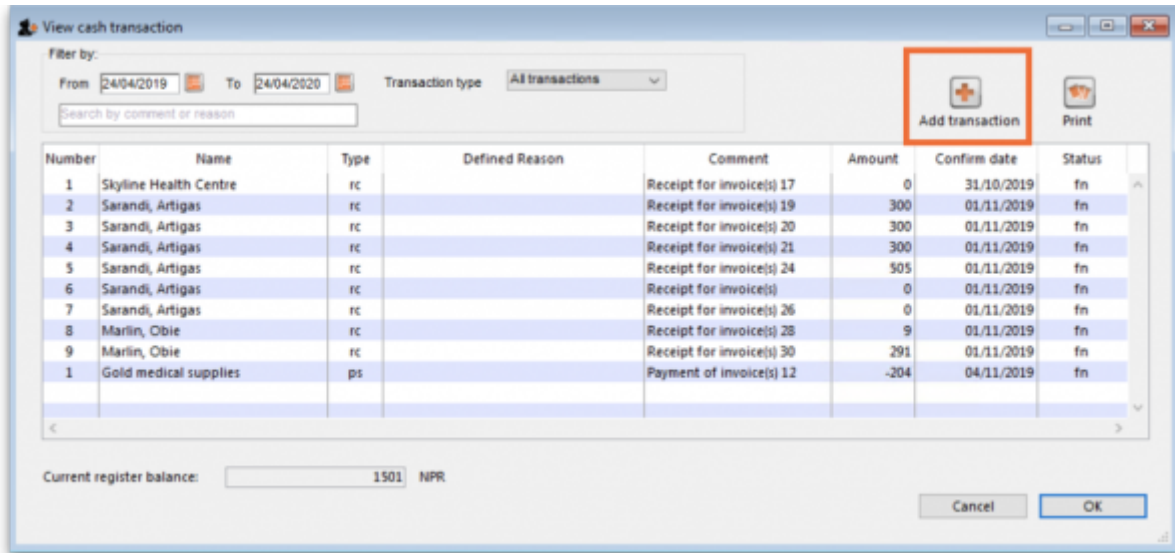 View cash transaction
Filter by:
From 24/04/2019 To 24/04/2020 Transaction type All transactions
Search by comment or reason
Add transaction Print
Number Name Type Defined Reason Comment Amount Confirm date Status
1 Skyline Health Centre rc Receipt for invoice(s) 17 0 31/10/2019 fn
2 Sarandi, Artigas rc Receipt for invoice(s) 19 300 01/11/2019 fn
3 Sarandi, Artigas rc Receipt for invoice(s) 20 300 01/11/2019 fn
4 Sarandi, Artigas rc Receipt for invoice(s) 21 300 01/11/2019 fn
5 Sarandi, Artigas rc Receipt for invoice(s) 24 505 01/11/2019 fn
6 Sarandi, Artigas rc Receipt for invoice(s) 0 01/11/2019 fn
7 Sarandi, Artigas rc Receipt for invoice(s) 26 0 01/11/2019 fn
8 Marlin, Obie rc Receipt for invoice(s) 28 9 01/11/2019 fn
9 Marlin, Obie rc Receipt for invoice(s) 30 291 01/11/2019 fn
1 Gold medical supplies ps Payment of invoice(s) 12 -204 04/11/2019 fn
Current register balance: 1501 NPR
Cancel OK